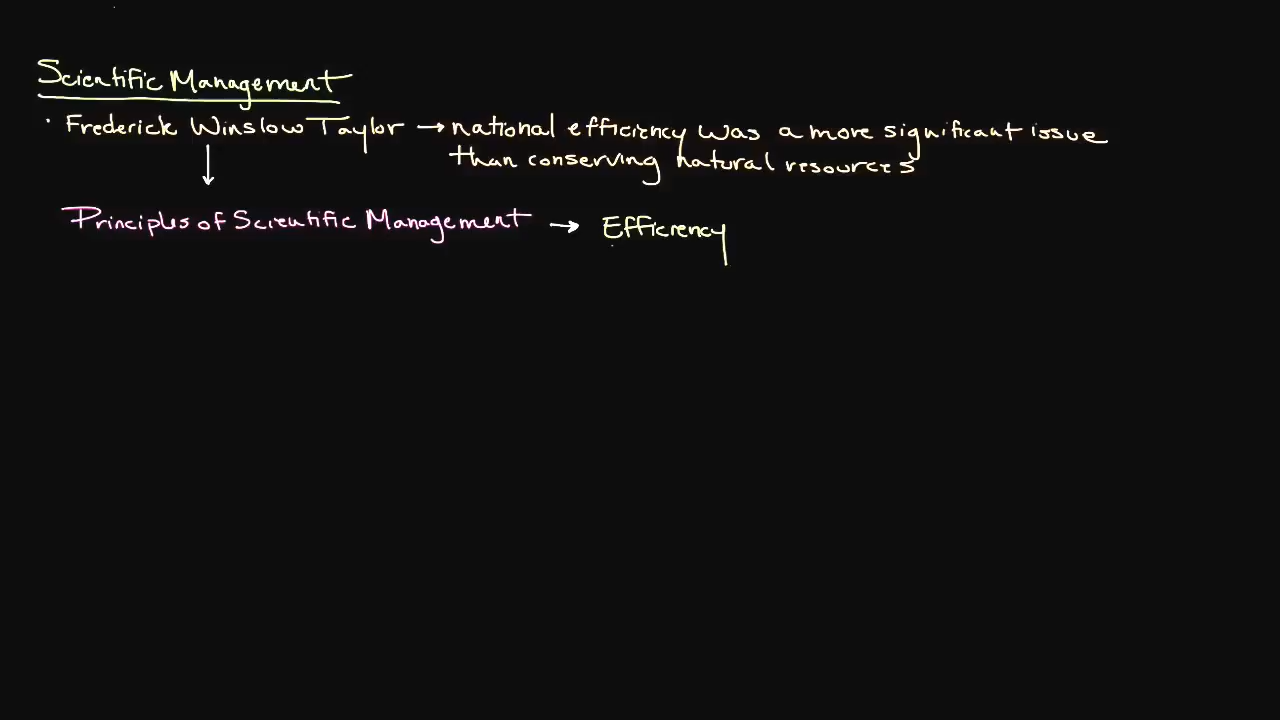 Scientific Management
· Frederick Winslow Taylor → national efficiency was a more significant issue
than conserving natural resources
↓
Principles of Scientific Management → Efficiency